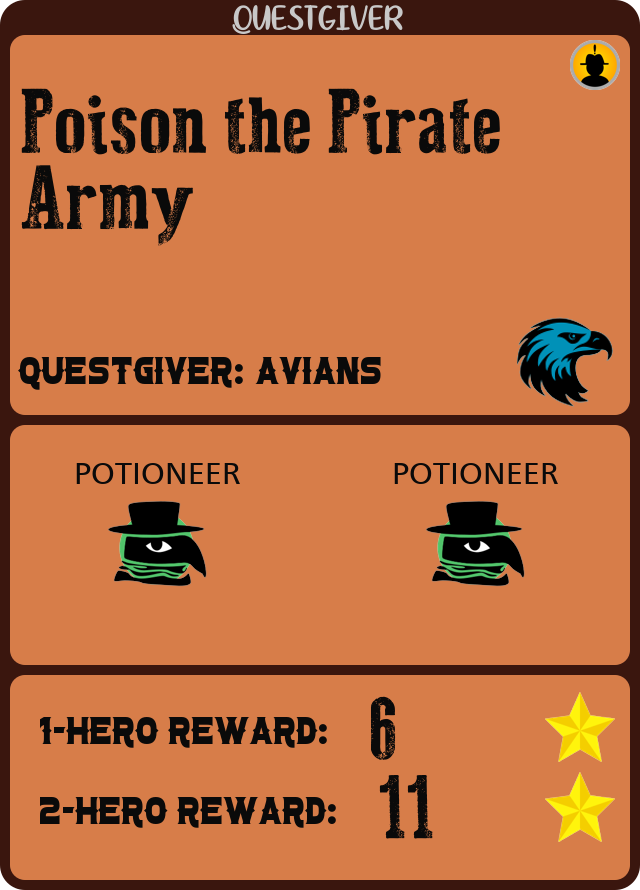 QUESTGIVER
Poison the Pirate
Army
QUESTGIVER: AVIANS
POTIONEER POTIONEER
1-HERO REWARD: 6
2-HERO REWARD: 11